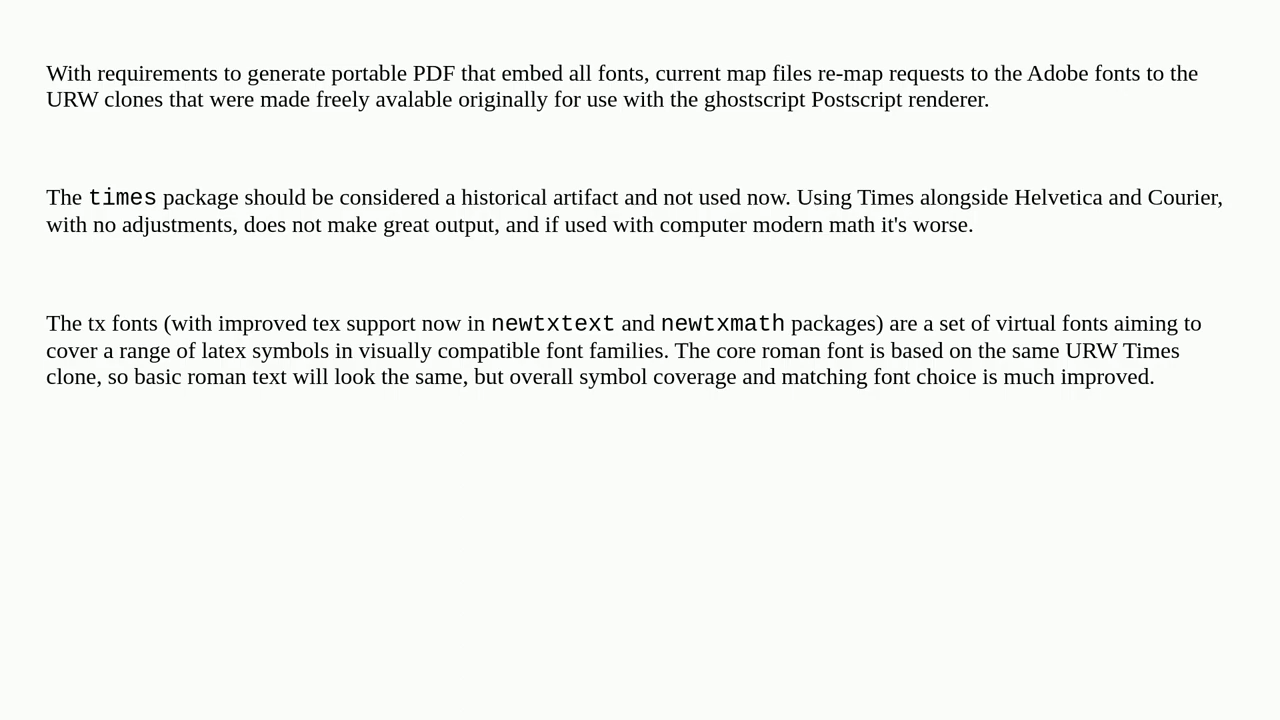 With requirements to generate portable PDF that embed all fonts, current map files re-map requests to the Adobe fonts to the
URW clones that were made freely avalable originally for use with the ghostscript Postscript renderer.
The times package should be considered a historical artifact and not used now. Using Times alongside Helvetica and Courier,
with no adjustments, does not make great output, and if used with computer modern math it's worse.
The tx fonts (with improved tex support now in newtxtext and newtxmath packages) are a set of virtual fonts aiming to
cover a range of latex symbols in visually compatible font families. The core roman font is based on the same URW Times
clone, so basic roman text will look the same, but overall symbol coverage and matching font choice is much improved.